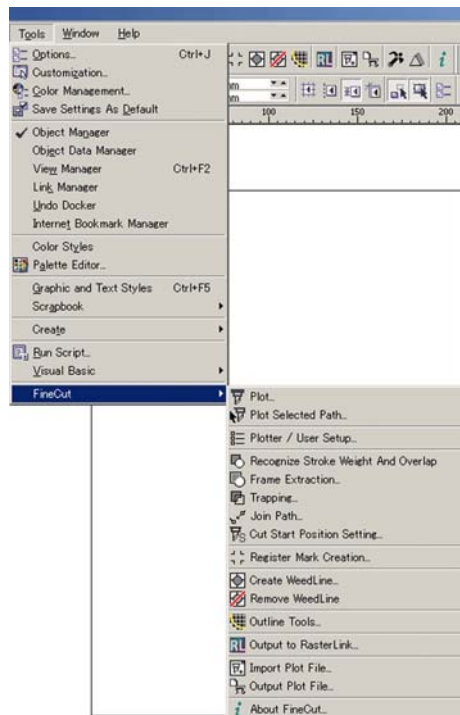 Tools Window Help
Options... Ctrl+J
Customization...
Color Management...
Save Settings As Default
Object Manager
Object Data Manager
View Manager Ctrl+F2
Link Manager
Undo Docker
Internet Bookmark Manager
Color Styles
Palette Editor...
Graphic and Text Styles Ctrl+F5
Scrapbook
Create
Run Script...
Visual Basic
FineCut
RL
i
100 150 200
Plot...
Plot Selected Path...
Plotter / User Setup...
Recognize Stroke Weight And Overlap
Frame Extraction...
Trapping...
Join Path...
Cut Start Position Setting...
Register Mark Creation...
Create WeedLine...
Remove WeedLine
Outline Tools...
RL Output to RasterLink...
Import Plot File...
Output Plot File...
i About FineCut...